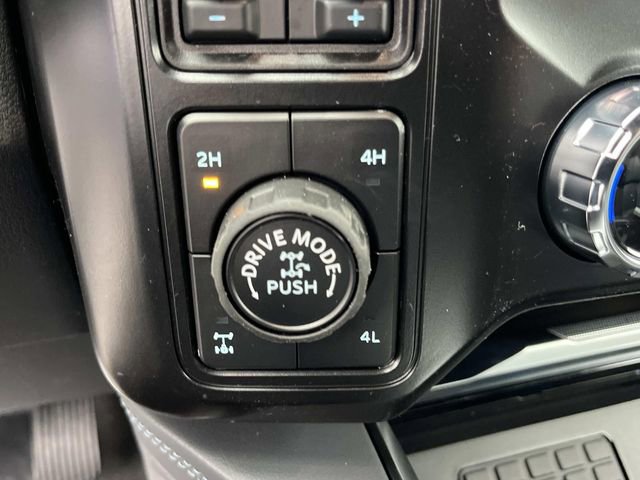 - +
2H 4H
DRIVE MODE
PUSH
4L